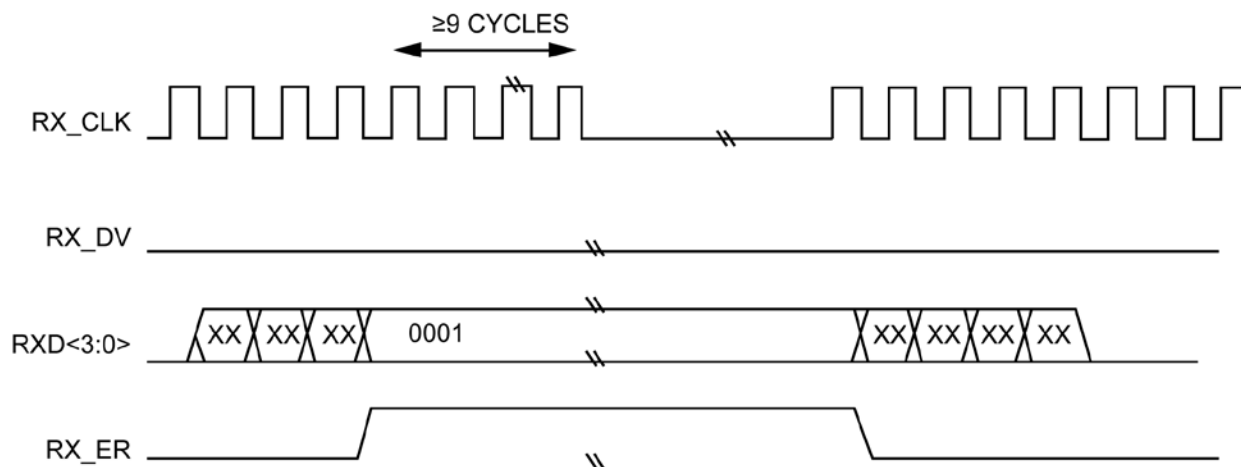 ≥9 CYCLES
RX_CLK
RX_DV
RXD<3:0>
XX XX XX 0001 XX XX XX XX
RX_ER